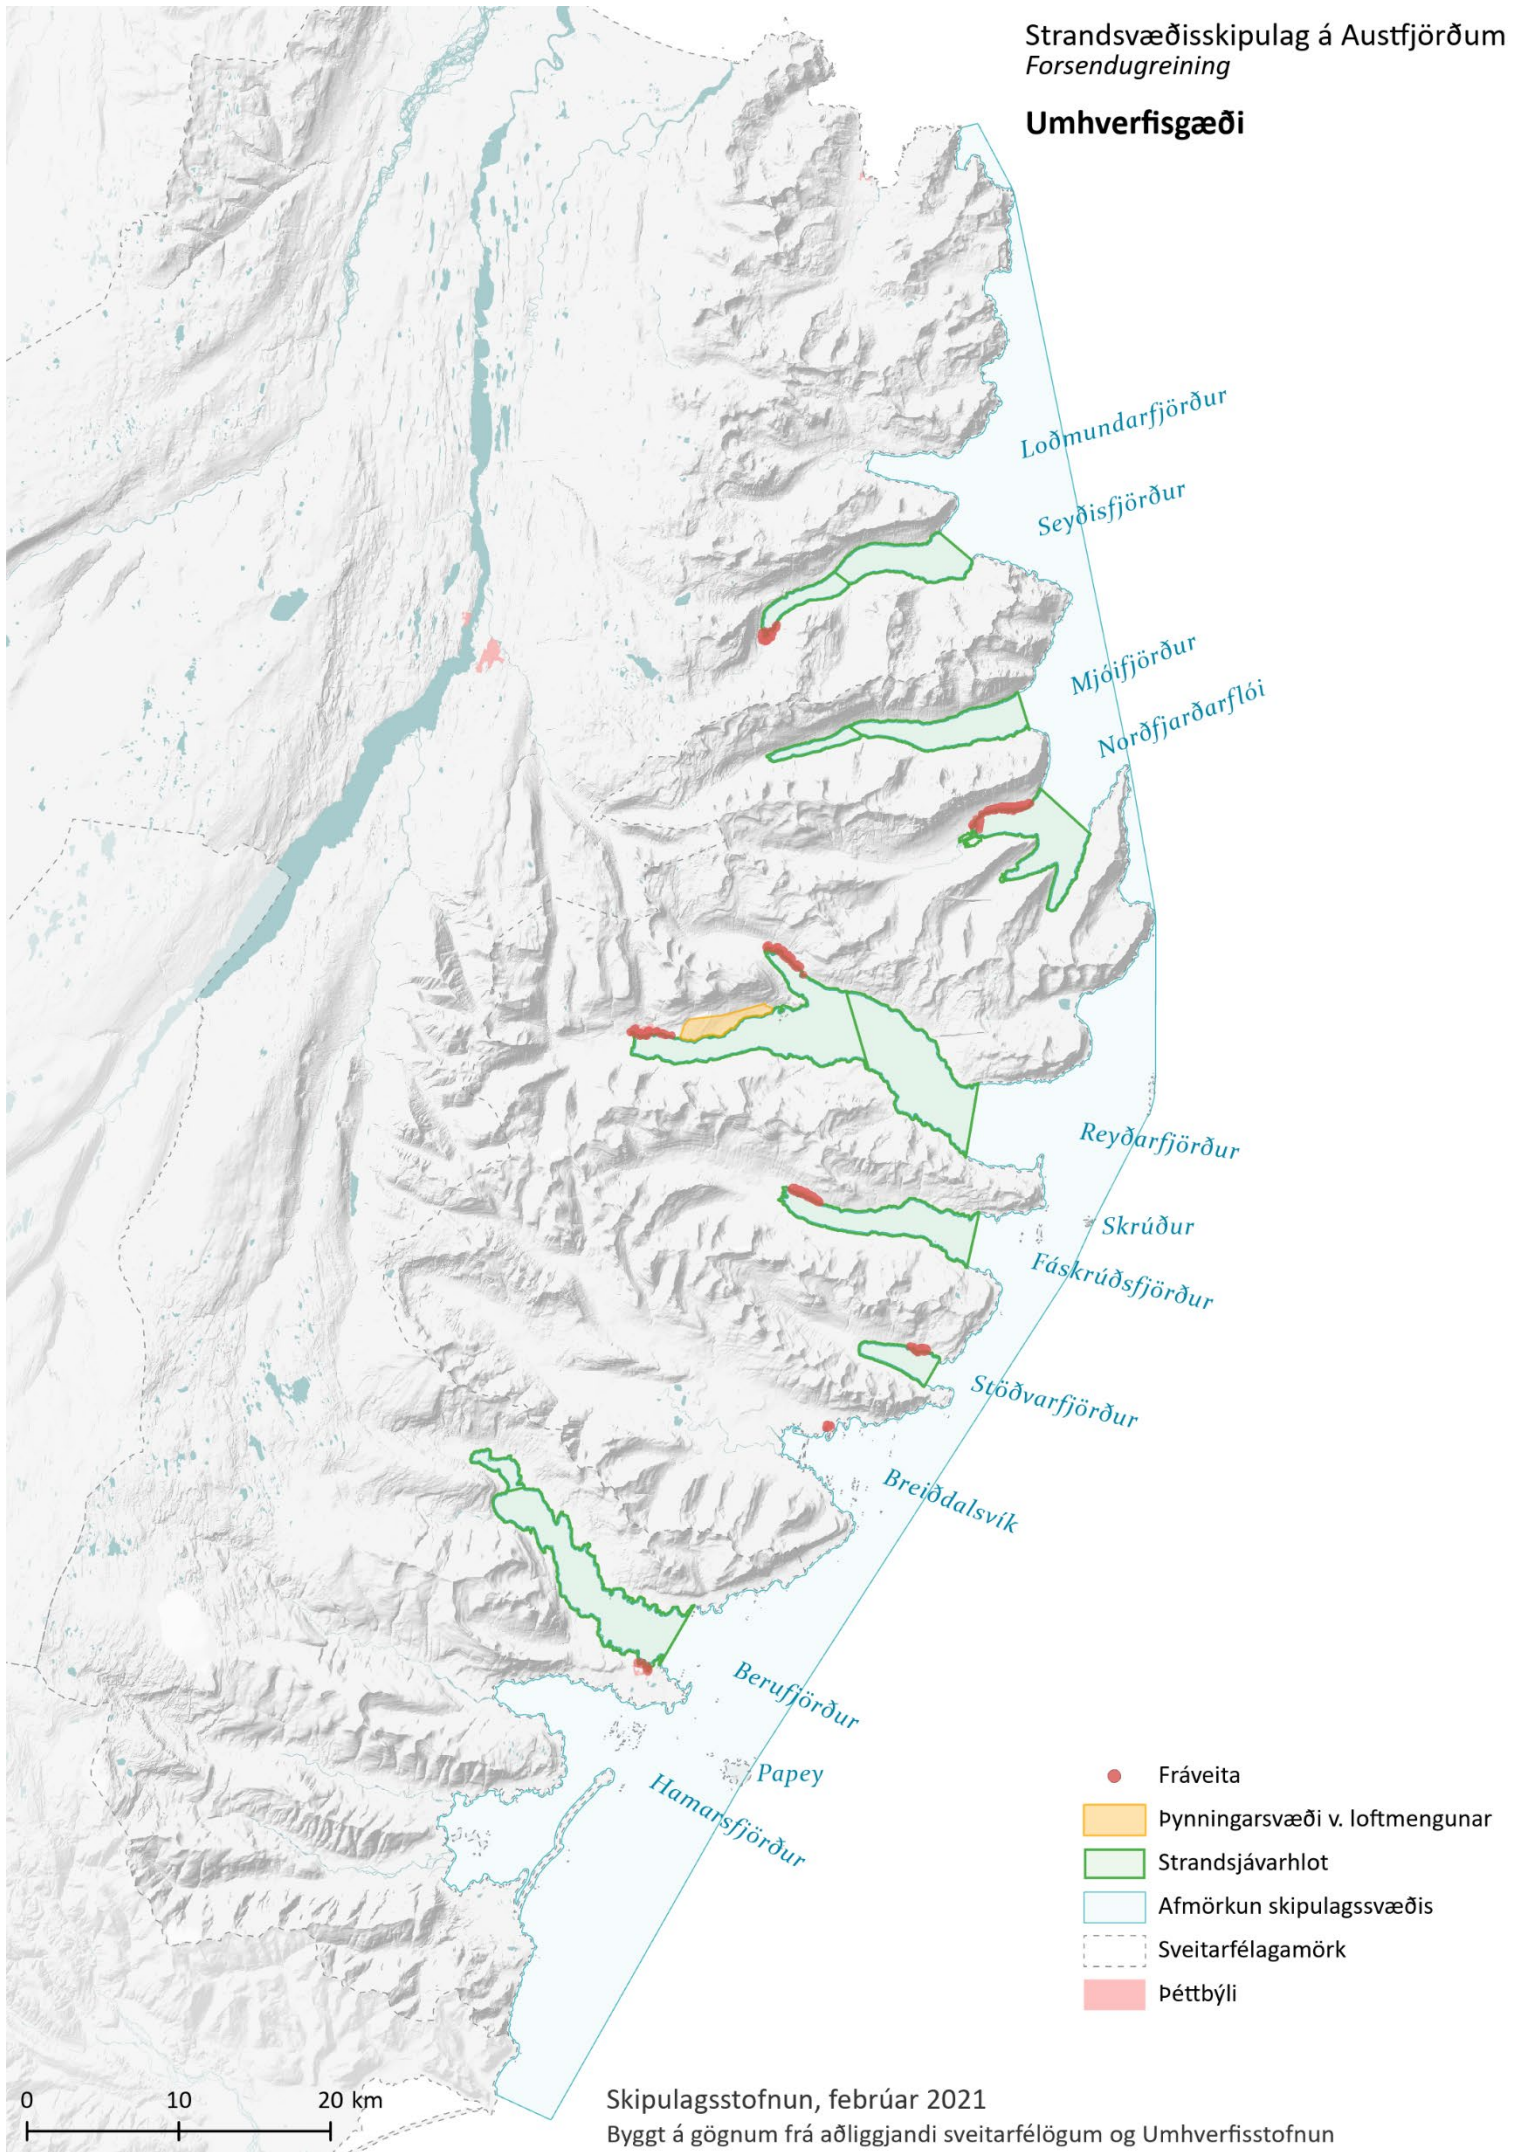 Strandsvæðisskipulag á Austfjörðum
Forsendugreining
Umhverfisgæði
Loðmundarfjörður
Seyðisfjörður
Mjóifjörður
Norðfjarðarflói
Reyðarfjörður
Skrúður
Fáskrúðsfjörður
Stöðvarfjörður
Breiðdalsvík
Berufjörður
Papey
Hamarsfjörður
Fráveita
Þynningarsvæði v. loftmengunar
Strandsjávarhlot
Afmörkun skipulagssvæðis
Sveitarfélagamörk
Þéttbýli
0 10 20 km
Skipulagsstofnun, febrúar 2021
Byggt á gögnum frá aðliggjandi sveitarfélögum og Umhverfisstofnun